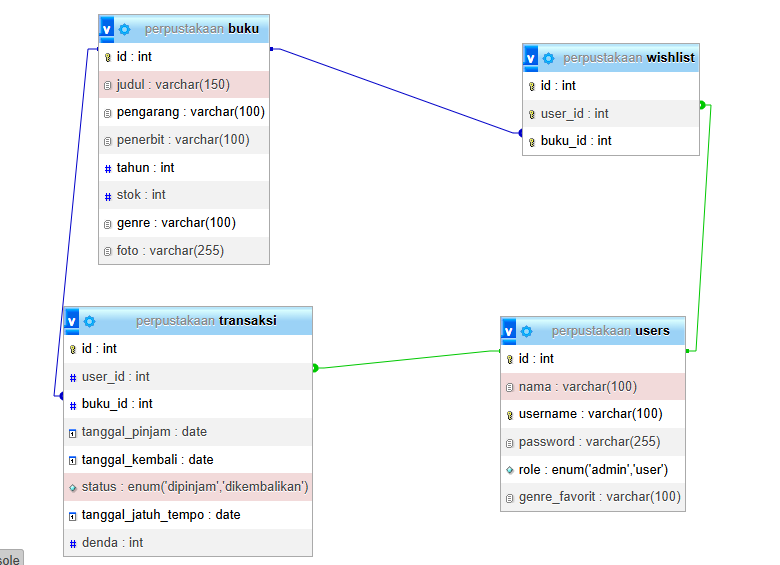 perpustakaan buku
id : int
judul : varchar(150)
pengarang : varchar(100)
penerbit : varchar(100)
tahun : int
stok : int
genre : varchar(100)
foto : varchar(255)
perpustakaan wishlist
id : int
user_id : int
buku_id : int
perpustakaan transaksi
id : int
user_id : int
buku_id : int
tanggal_pinjam : date
tanggal_kembali : date
status : enum('dipinjam','dikembalikan')
tanggal_jatuh_tempo : date
denda : int
perpustakaan users
id : int
nama : varchar(100)
username : varchar(100)
password : varchar(255)
role : enum('admin','user')
genre_favorit : varchar(100)
sole